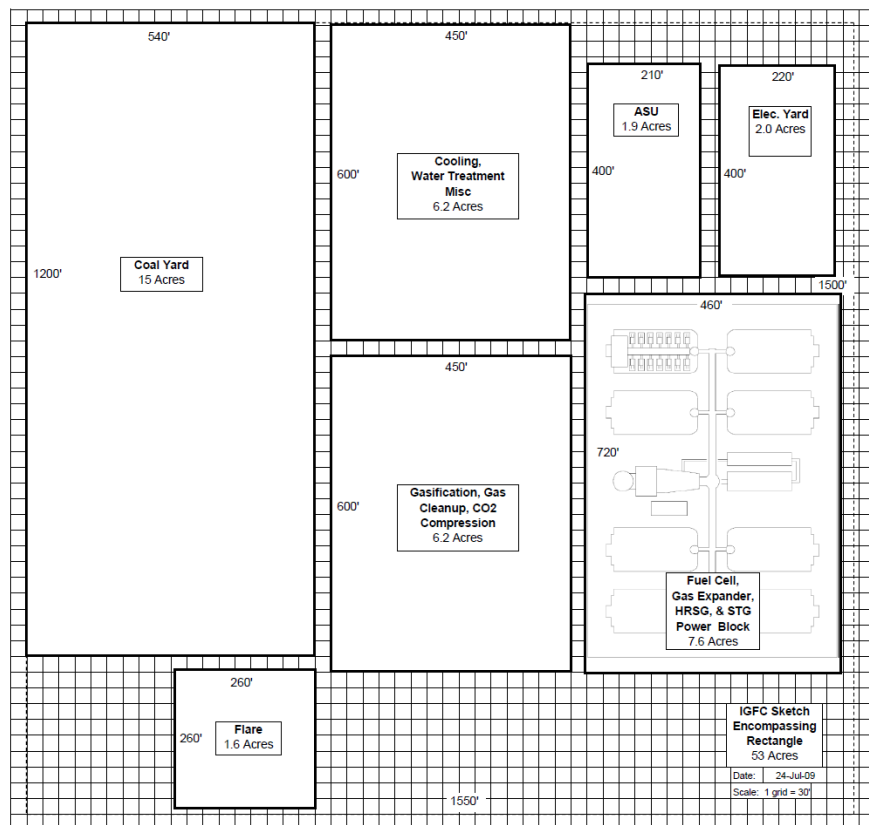 540'
450'
210'
220'
ASU
1.9 Acres
Elec. Yard
2.0 Acres
Cooling,
Water Treatment
Misc
6.2 Acres
600'
400'
400'
Coal Yard
15 Acres
1200'
1500'
460'
450'
720'
Gasification, Gas
Cleanup, CO2
Compression
6.2 Acres
600'
Fuel Cell,
Gas Expander,
HRSG, & STG
Power Block
7.6 Acres
260'
Flare
1.6 Acres
260'
IGFC Sketch
Encompassing
Rectangle
53 Acres
Date: 24-Jul-09
Scale: 1 grid = 30'
1550'